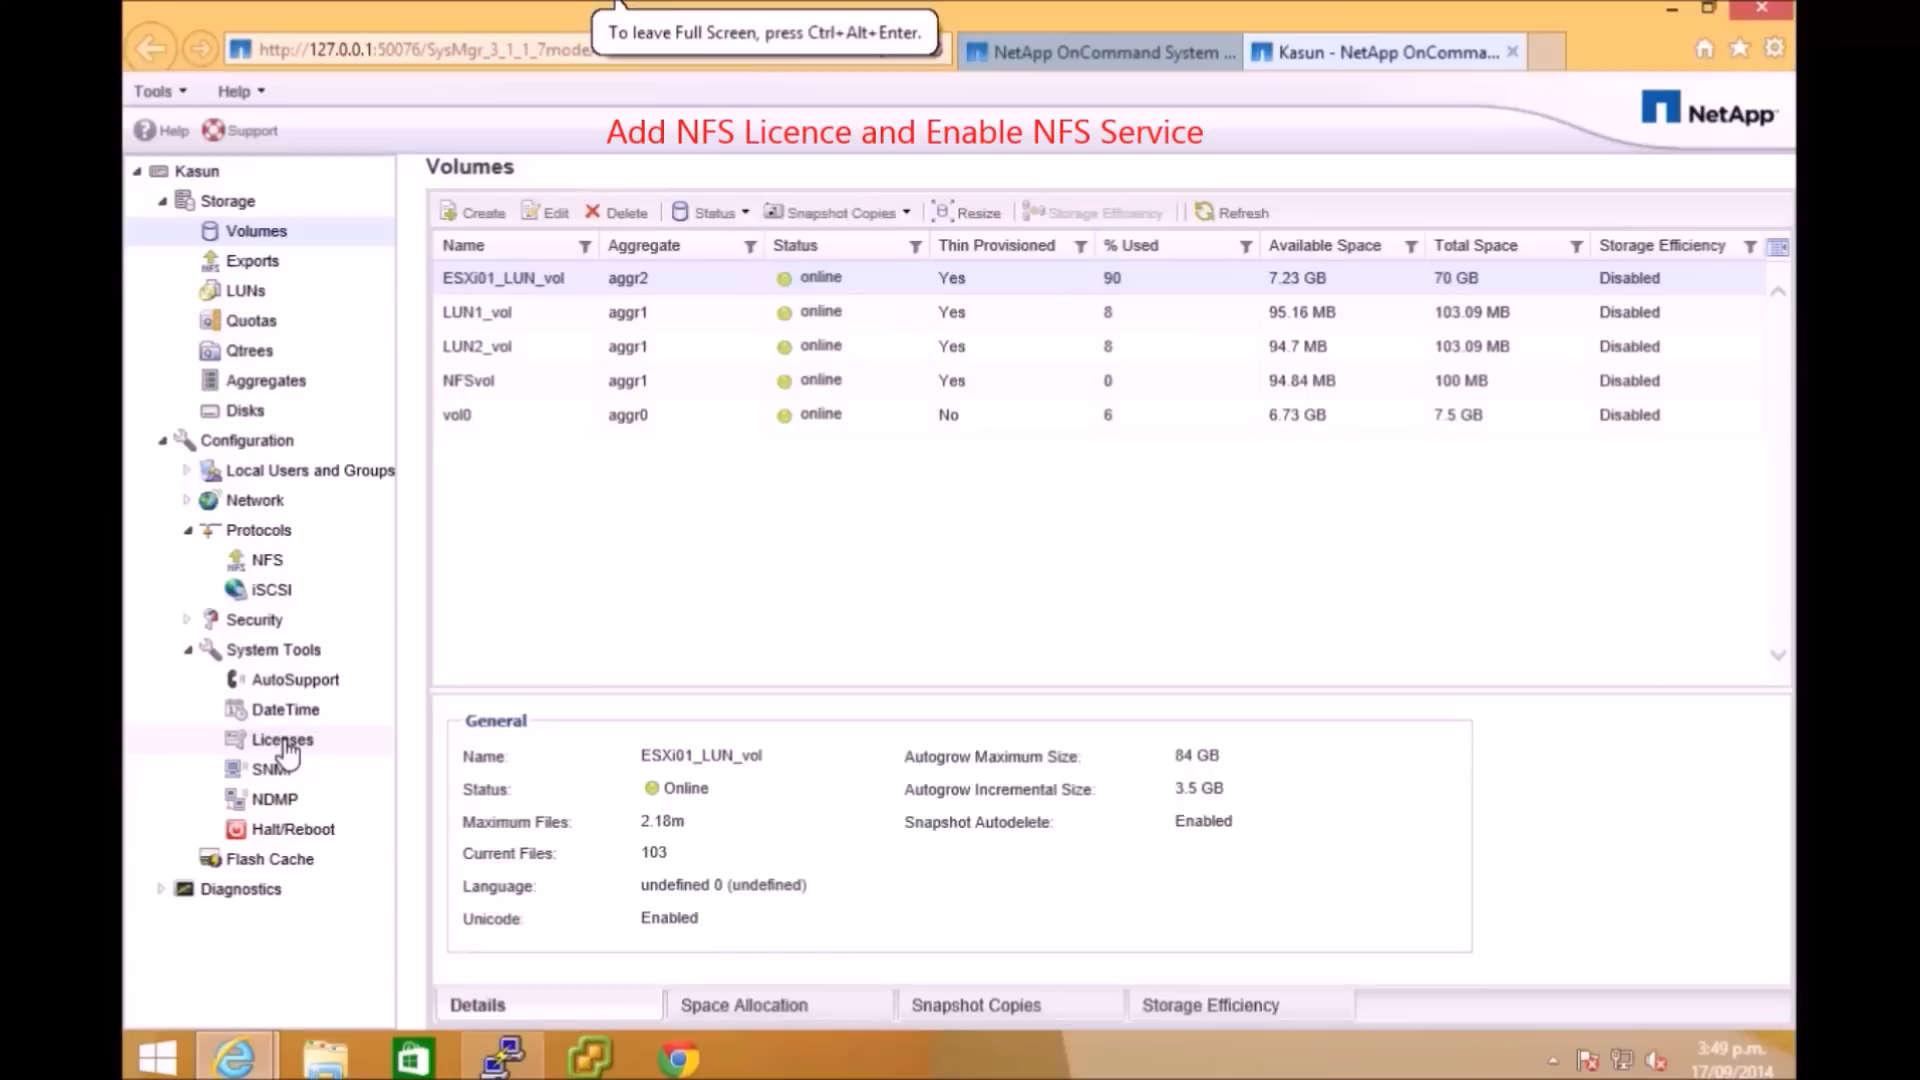 To leave Full Screen, press Ctrl+Alt+Enter.
http://127.0.0.1:50076/SysMgr_3_1_1_7mode
NetApp OnCommand System ...
Kasun - NetApp OnComma...
Tools Help
Help Support
Add NFS Licence and Enable NFS Service
NetApp
Kasun
Storage
Volumes
Exports
LUNs
Quotas
Qtrees
Aggregates
Disks
Configuration
Local Users and Groups
Network
Protocols
NFS
iSCSI
Security
System Tools
AutoSupport
DateTime
Licenses
SNMP
NDMP
Halt/Reboot
Flash Cache
Diagnostics
Volumes
Create Edit Delete Status Snapshot Copies Resize Storage Efficiency Refresh
Name Aggregate Status Thin Provisioned % Used Available Space Total Space Storage Efficiency
ESXi01_LUN_vol aggr2 online Yes 90 7.23 GB 70 GB Disabled
LUN1_vol aggr1 online Yes 8 95.16 MB 103.09 MB Disabled
LUN2_vol aggr1 online Yes 8 94.7 MB 103.09 MB Disabled
NFSvol aggr1 online Yes 0 94.84 MB 100 MB Disabled
vol0 aggr0 online No 6 6.73 GB 7.5 GB Disabled
General
Name: ESXi01_LUN_vol Autogrow Maximum Size: 84 GB
Status: Online Autogrow Incremental Size: 3.5 GB
Maximum Files: 2.18m Snapshot Autodelete: Enabled
Current Files: 103
Language: undefined 0 (undefined)
Unicode: Enabled
Details Space Allocation Snapshot Copies Storage Efficiency
3:49 p.m.
17/09/2014